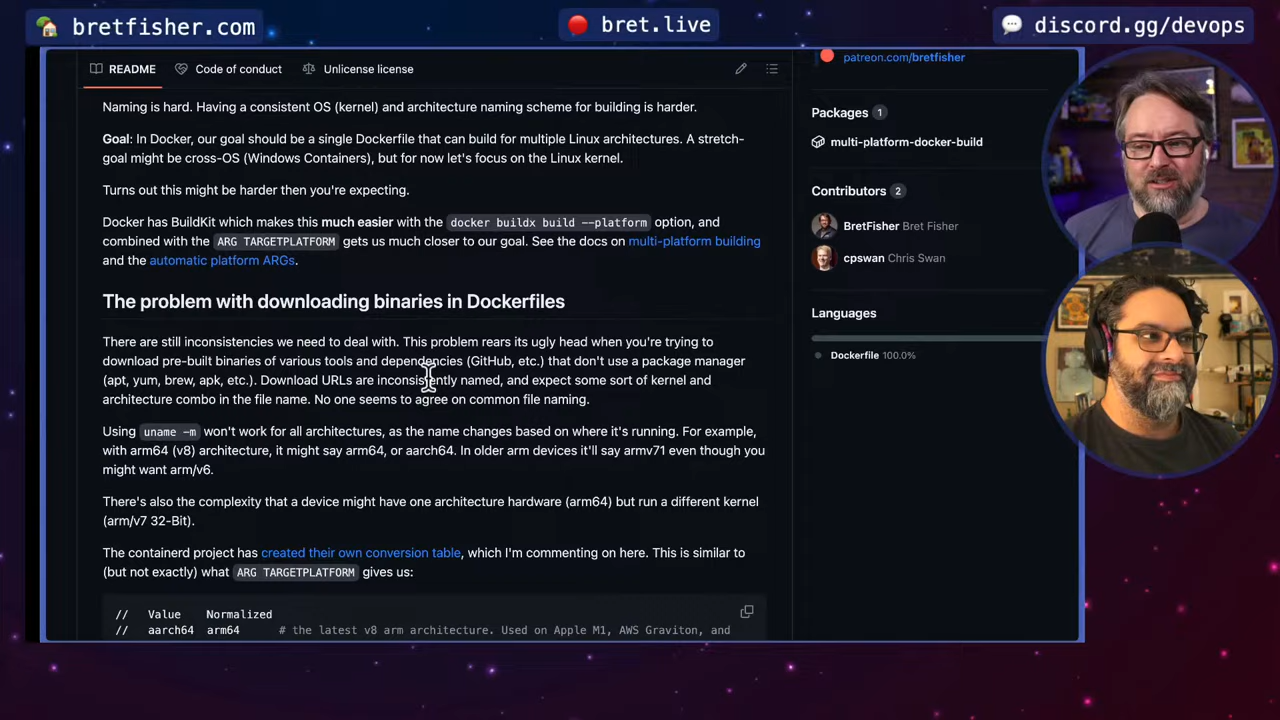 bretfisher.com
bret.live
discord.gg/devops
README
Code of conduct
Unlicense license
Naming is hard. Having a consistent OS (kernel) and architecture naming scheme for building is harder.
Goal: In Docker, our goal should be a single Dockerfile that can build for multiple Linux architectures. A stretch-
goal might be cross-OS (Windows Containers), but for now let's focus on the Linux kernel.
Turns out this might be harder then you're expecting.
Docker has BuildKit which makes this much easier with the docker buildx build --platform option, and
combined with the ARG TARGETPLATFORM gets us much closer to our goal. See the docs on multi-platform building
and the automatic platform ARGs.
The problem with downloading binaries in Dockerfiles
There are still inconsistencies we need to deal with. This problem rears its ugly head when you're trying to
download pre-built binaries of various tools and dependencies (GitHub, etc.) that don't use a package manager
(apt, yum, brew, apk, etc.). Download URLs are inconsistently named, and expect some sort of kernel and
architecture combo in the file name. No one seems to agree on common file naming.
Using uname -m won't work for all architectures, as the name changes based on where it's running. For example,
with arm64 (v8) architecture, it might say arm64, or aarch64. In older arm devices it'll say armv71 even though you
might want arm/v6.
There's also the complexity that a device might have one architecture hardware (arm64) but run a different kernel
(arm/v7 32-Bit).
The containerd project has created their own conversion table, which I'm commenting on here. This is similar to
(but not exactly) what ARG TARGETPLATFORM gives us:
// Value Normalized
// aarch64 arm64 # the latest v8 arm architecture. Used on Apple M1, AWS Graviton, and
patreon.com/bretfisher
Packages 1
multi-platform-docker-build
Contributors 2
BretFisher Bret Fisher
cpswan Chris Swan
Languages
Dockerfile 100.0%